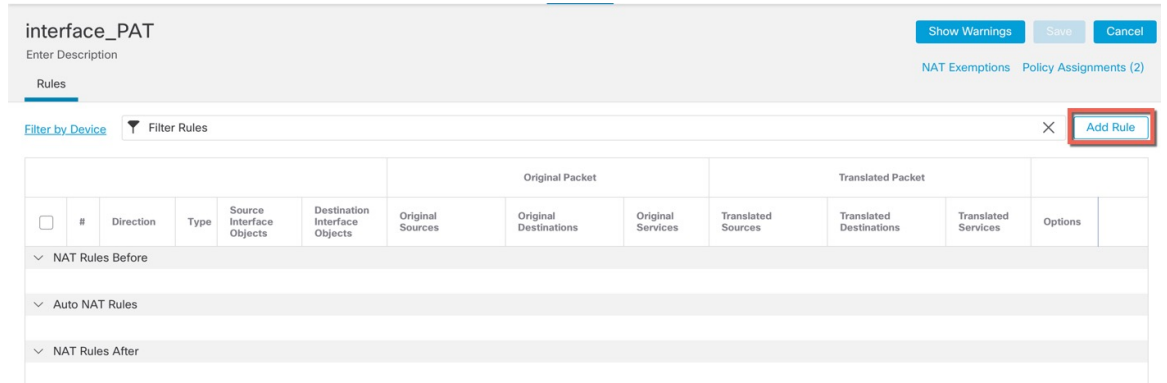 interface_PAT
Show Warnings Save Cancel
Enter Description
NAT Exemptions Policy Assignments (2)
Rules
Filter by Device Filter Rules Add Rule
Original Packet Translated Packet
# Direction Type Source Interface Objects Destination Interface Objects Original Sources Original Destinations Original Services Translated Sources Translated Destinations Translated Services Options
NAT Rules Before
Auto NAT Rules
NAT Rules After